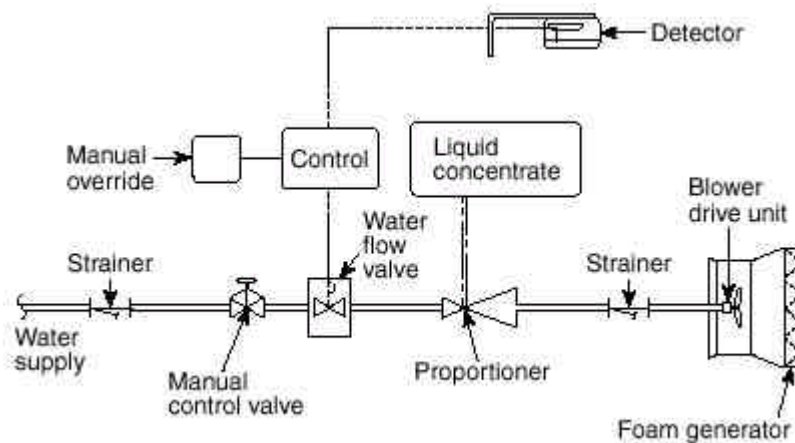 Detector
Manual
override
Control
Liquid
concentrate
Blower
drive unit
Water
flow
valve
Strainer
Strainer
Water
supply
Manual
control valve
Proportioner
Foam generator